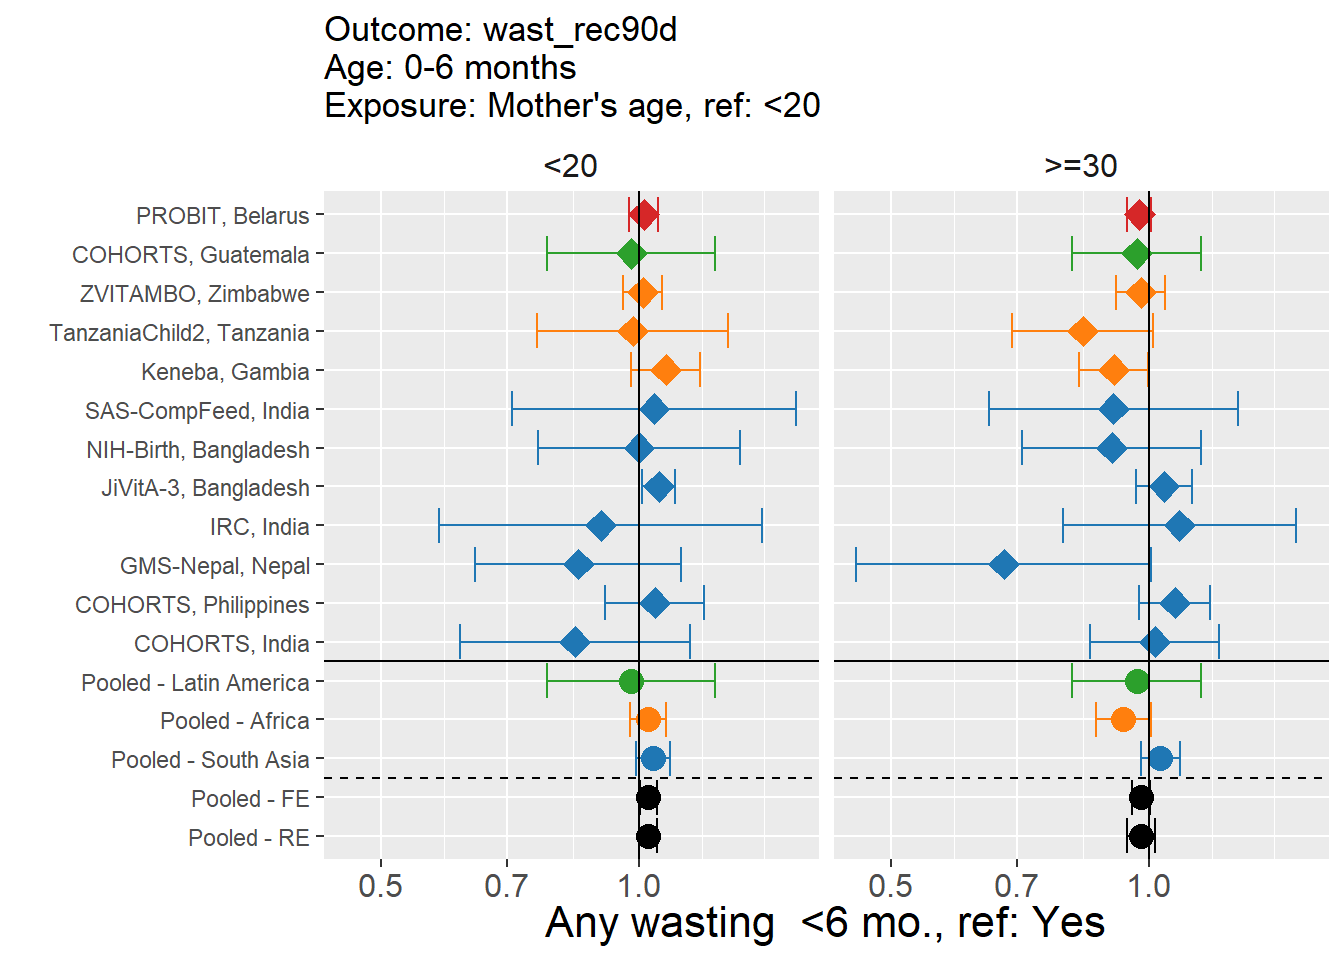 Outcome: wast_rec90d
Age: 0-6 months
Exposure: Mother's age, ref: <20
<20
>=30
PROBIT, Belarus
COHORTS, Guatemala
ZVITAMBO, Zimbabwe
TanzaniaChild2, Tanzania
Keneba, Gambia
SAS-CompFeed, India
NIH-Birth, Bangladesh
JiVitA-3, Bangladesh
IRC, India
GMS-Nepal, Nepal
COHORTS, Philippines
COHORTS, India
Pooled - Latin America
Pooled - Africa
Pooled - South Asia
Pooled - FE
Pooled - RE
0.5 0.7 1.0 0.5 0.7 1.0
Any wasting  <6 mo., ref: Yes